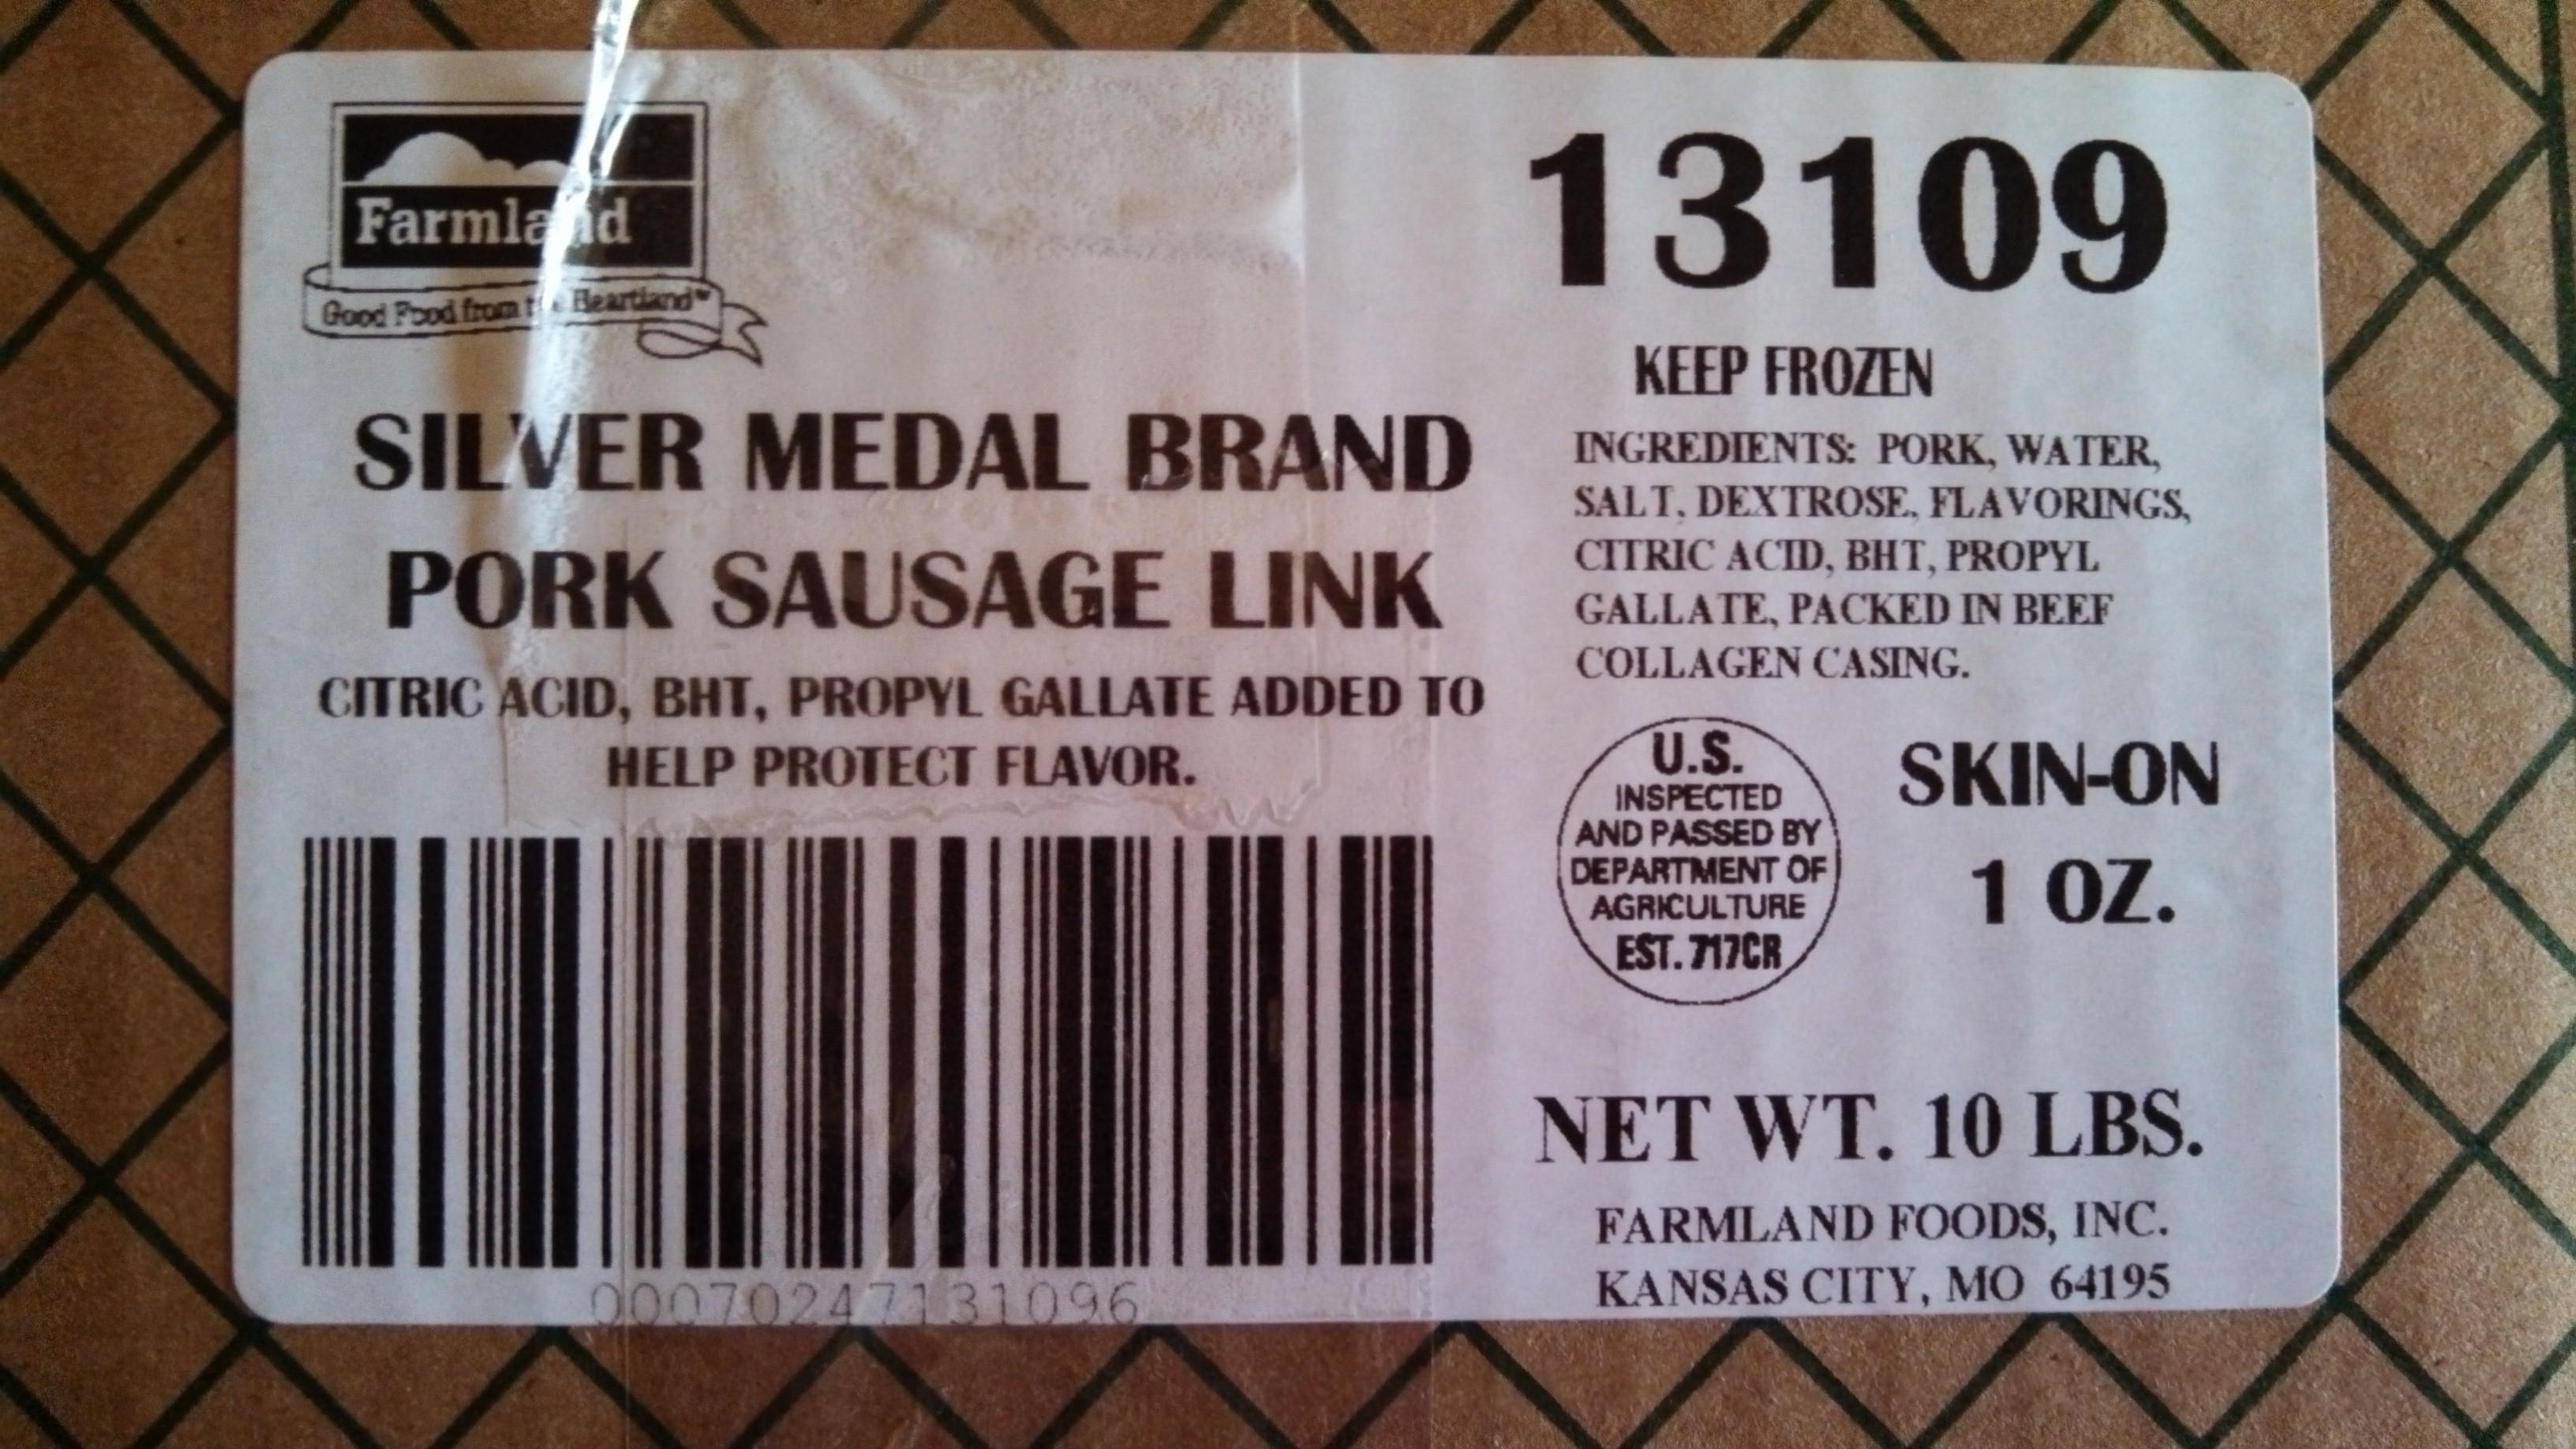 Farmland
Good Food from the Heartland™
SILVER MEDAL BRAND
PORK SAUSAGE LINK
CITRIC ACID, BHT, PROPYL GALLATE ADDED TO
HELP PROTECT FLAVOR.
00070247131096
13109
KEEP FROZEN
INGREDIENTS: PORK, WATER,
SALT, DEXTROSE, FLAVORINGS,
CITRIC ACID, BHT, PROPYL
GALLATE, PACKED IN BEEF
COLLAGEN CASING.
U.S.
INSPECTED
AND PASSED BY
DEPARTMENT OF
AGRICULTURE
EST. 717CR
SKIN-ON
1 OZ.
NET WT. 10 LBS.
FARMLAND FOODS, INC.
KANSAS CITY, MO 64195